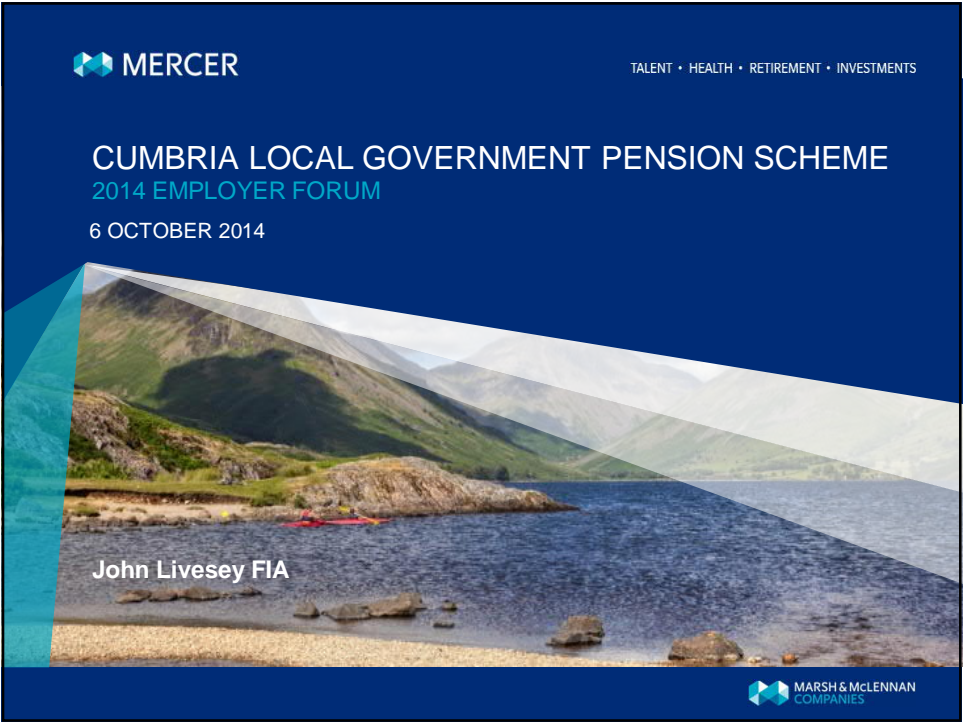 MERCER
TALENT • HEALTH • RETIREMENT • INVESTMENTS
CUMBRIA LOCAL GOVERNMENT PENSION SCHEME
2014 EMPLOYER FORUM
6 OCTOBER 2014
John Livesey FIA
MARSH & McLENNAN
COMPANIES